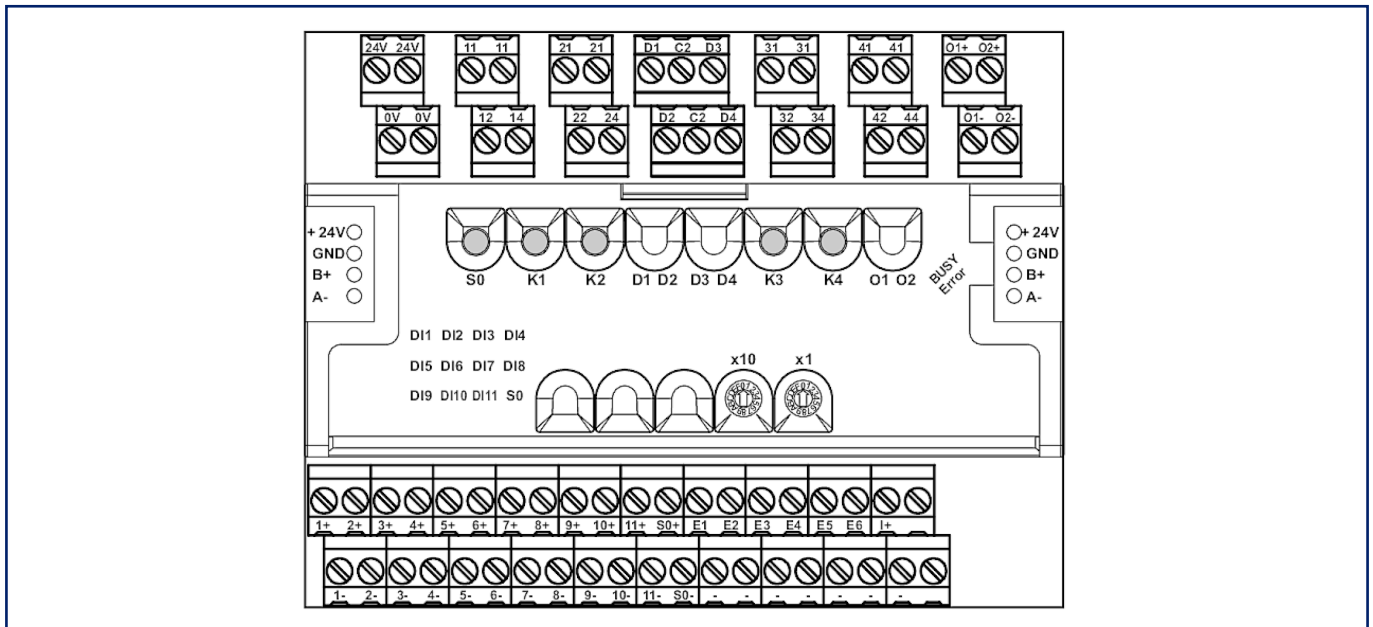 24V 24V 11 11 21 21 D1 C2 D3 31 31 41 41 O1+ O2+
0V 0V 12 14 22 24 D2 C2 D4 32 34 42 44 O1- O2-
+ 24V
GND
B+
A-
S0 K1 K2 D1 D2 D3 D4 K3 K4 O1 O2
BUSY
Error
+ 24V
GND
B+
A-
DI1 DI2 DI3 DI4
DI5 DI6 DI7 DI8
DI9 DI10 DI11 S0
x10 x1
1+ 2+ 3+ 4+ 5+ 6+ 7+ 8+ 9+ 10+ 11+ S0+ E1 E2 E3 E4 E5 E6 I+
1- 2- 3- 4- 5- 6- 7- 8- 9- 10- 11- S0- - - - - - - -